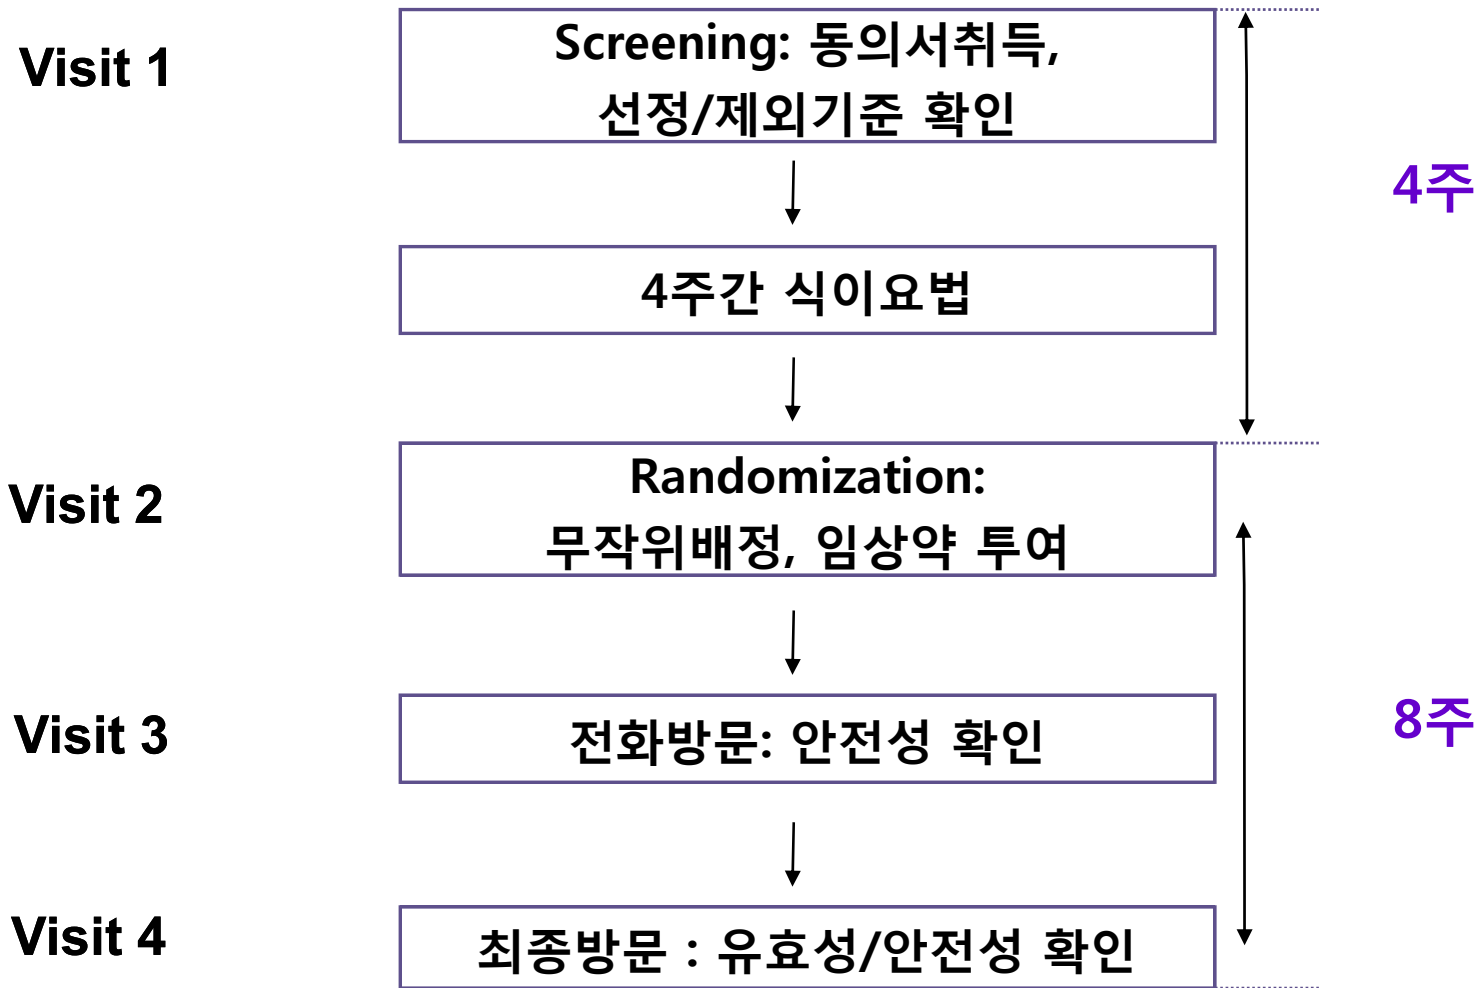 Visit 1
Screening: 동의서취득,
선정/제외기준 확인
4주
4주간 식이요법
Visit 2
Randomization:
무작위배정, 임상약 투여
Visit 3
전화방문: 안전성 확인
8주
Visit 4
최종방문 : 유효성/안전성 확인